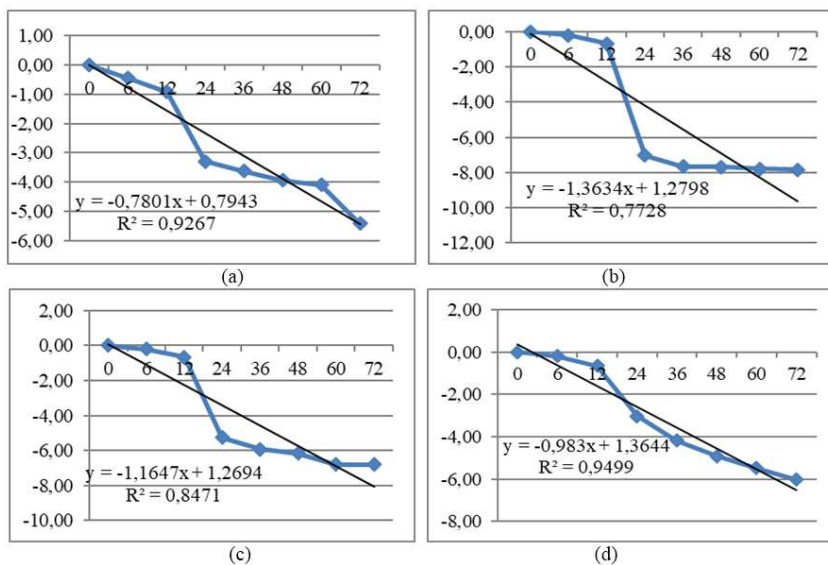 1,00
0,00
-1,00
-2,00
-3,00
-4,00
-5,00
-6,00
0 6 12 24 36 48 60 72
y = -0,7801x + 0,7943
R² = 0,9267
(a)
0,00
-2,00
-4,00
-6,00
-8,00
-10,00
-12,00
0 6 12 24 36 48 60 72
y = -1,3634x + 1,2798
R² = 0,7728
(b)
2,00
0,00
-2,00
-4,00
-6,00
-8,00
-10,00
0 6 12 24 36 48 60 72
y = -1,1647x + 1,2694
R² = 0,8471
(c)
2,00
0,00
-2,00
-4,00
-6,00
-8,00
0 6 12 24 36 48 60 72
y = -0,983x + 1,3644
R² = 0,9499
(d)